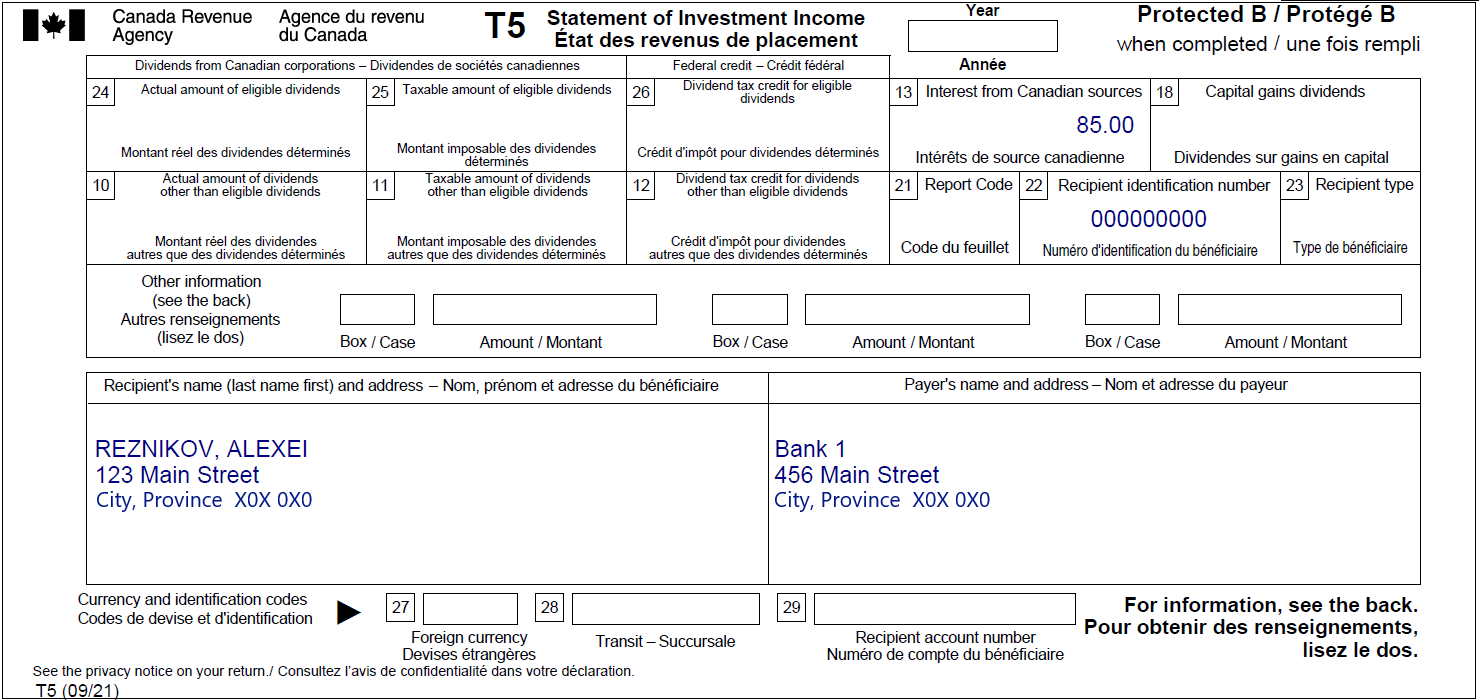 Canada Revenue Agency
Agence du revenu du Canada
T5
Statement of Investment Income
État des revenus de placement
Year
Année
Protected B / Protégé B
when completed / une fois rempli
Dividends from Canadian corporations – Dividendes de sociétés canadiennes
Federal credit – Crédit fédéral
24 Actual amount of eligible dividends
Montant réel des dividendes déterminés
25 Taxable amount of eligible dividends
Montant imposable des dividendes
déterminés
26 Dividend tax credit for eligible
dividends
Crédit d'impôt pour dividendes déterminés
13 Interest from Canadian sources
85.00
Intérêts de source canadienne
18 Capital gains dividends
Dividendes sur gains en capital
10 Actual amount of dividends
other than eligible dividends
Montant réel des dividendes
autres que des dividendes déterminés
11 Taxable amount of dividends
other than eligible dividends
Montant imposable des dividendes
autres que des dividendes déterminés
12 Dividend tax credit for dividends
other than eligible dividends
Crédit d'impôt pour dividendes
autres que des dividendes déterminés
21 Report Code
Code du feuillet
22 Recipient identification number
000000000
Numéro d'identification du bénéficiaire
23 Recipient type
Type de bénéficiaire
Other information
(see the back)
Autres renseignements
(lisez le dos)
Box / Case Amount / Montant Box / Case Amount / Montant Box / Case Amount / Montant
Recipient's name (last name first) and address – Nom, prénom et adresse du bénéficiaire
REZNIKOV, ALEXEI
123 Main Street
City, Province X0X 0X0
Payer's name and address – Nom et adresse du payeur
Bank 1
456 Main Street
City, Province X0X 0X0
Currency and identification codes
Codes de devise et d'identification
27
Foreign currency
Devises étrangères
28
Transit – Succursale
29
Recipient account number
Numéro de compte du bénéficiaire
For information, see the back.
Pour obtenir des renseignements,
lisez le dos.
See the privacy notice on your return./ Consultez l'avis de confidentialité dans votre déclaration.
T5 (09/21)